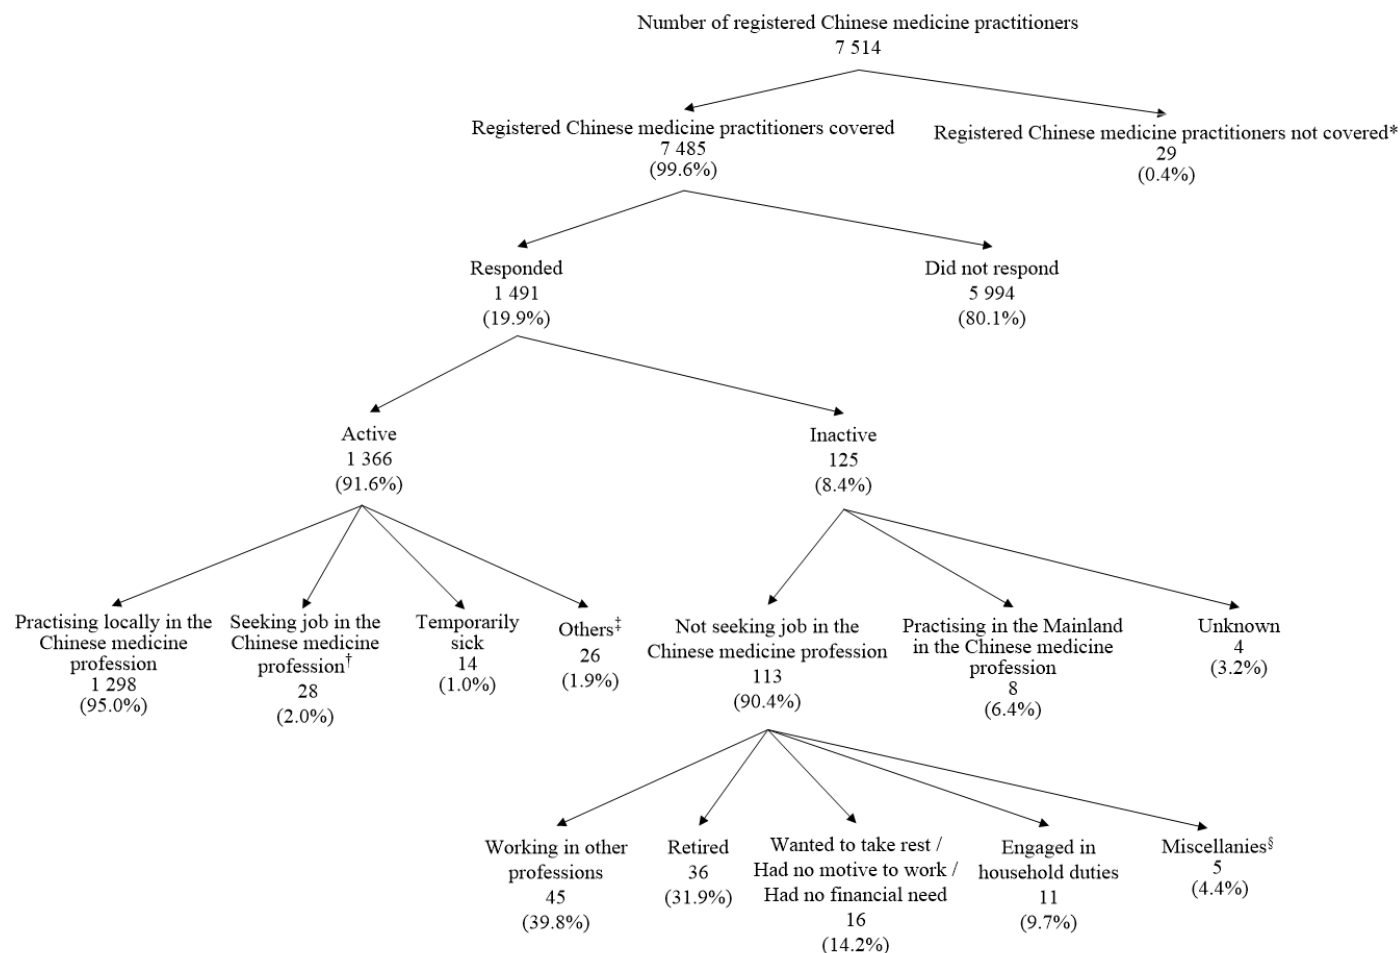 Number of registered Chinese medicine practitioners
7 514
Registered Chinese medicine practitioners covered
7 485
(99.6%)
Registered Chinese medicine practitioners not covered*
29
(0.4%)
Responded
1 491
(19.9%)
Did not respond
5 994
(80.1%)
Active
1 366
(91.6%)
Inactive
125
(8.4%)
Practising locally in the
Chinese medicine
profession
1 298
(95.0%)
Seeking job in the
Chinese medicine
profession†
28
(2.0%)
Temporarily
sick
14
(1.0%)
Others‡
26
(1.9%)
Not seeking job in the
Chinese medicine profession
113
(90.4%)
Practising in the Mainland
in the Chinese medicine
profession
8
(6.4%)
Unknown
4
(3.2%)
Working in other
professions
45
(39.8%)
Retired
36
(31.9%)
Wanted to take rest /
Had no motive to work /
Had no financial need
16
(14.2%)
Engaged in
household duties
11
(9.7%)
Miscellanies§
5
(4.4%)